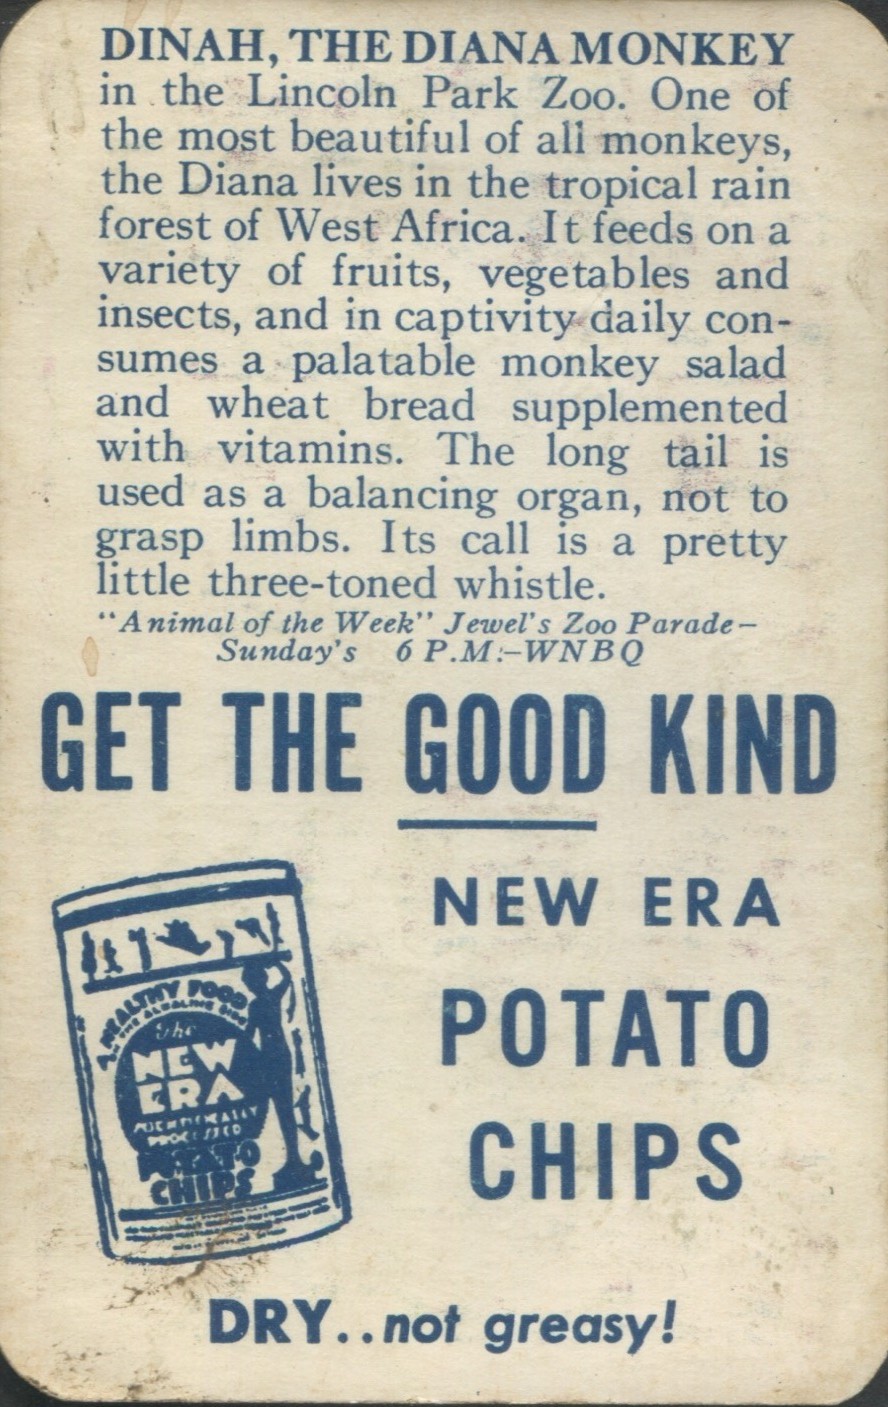 DINAH, THE DIANA MONKEY
in the Lincoln Park Zoo. One of
the most beautiful of all monkeys,
the Diana lives in the tropical rain
forest of West Africa. It feeds on a
variety of fruits, vegetables and
insects, and in captivity daily con-
sumes a palatable monkey salad
and wheat bread supplemented
with vitamins. The long tail is
used as a balancing organ, not to
grasp limbs. Its call is a pretty
little three-toned whistle.
"Animal of the Week" Jewel's Zoo Parade—
Sunday's 6 P.M.—WNBQ
GET THE GOOD KIND
NEW ERA
POTATO
CHIPS
A HEALTHY FOOD
The
NEW
ERA
SCIENTIFICALLY
PROCESSED
POTATO
CHIPS
DRY..not greasy!